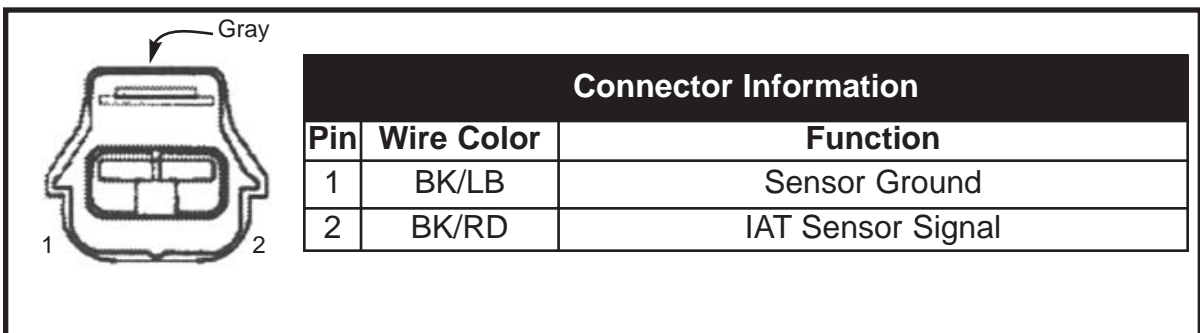 Gray
1
2
Connector Information
Pin Wire Color Function
1 BK/LB Sensor Ground
2 BK/RD IAT Sensor Signal